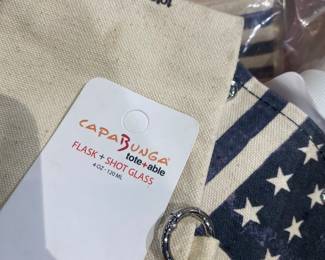 CAPABUNGA®
tote+able
FLASK + SHOT GLASS
4 OZ • 120 ML